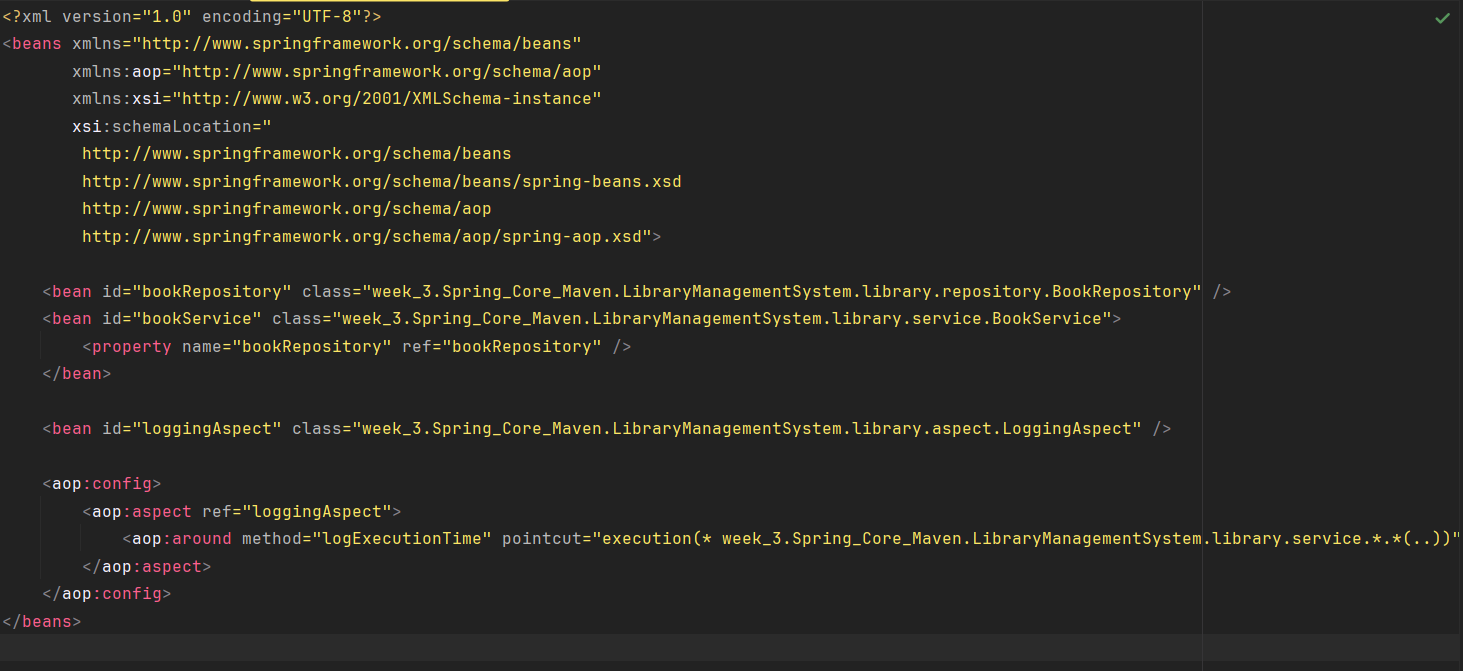 <?xml version="1.0" encoding="UTF-8"?>
<beans xmlns="http://www.springframework.org/schema/beans"
       xmlns:aop="http://www.springframework.org/schema/aop"
       xmlns:xsi="http://www.w3.org/2001/XMLSchema-instance"
       xsi:schemaLocation="
        http://www.springframework.org/schema/beans
        http://www.springframework.org/schema/beans/spring-beans.xsd
        http://www.springframework.org/schema/aop
        http://www.springframework.org/schema/aop/spring-aop.xsd">

    <bean id="bookRepository" class="week_3.Spring_Core_Maven.LibraryManagementSystem.library.repository.BookRepository" />
    <bean id="bookService" class="week_3.Spring_Core_Maven.LibraryManagementSystem.library.service.BookService">
        <property name="bookRepository" ref="bookRepository" />
    </bean>

    <bean id="loggingAspect" class="week_3.Spring_Core_Maven.LibraryManagementSystem.library.aspect.LoggingAspect" />

    <aop:config>
        <aop:aspect ref="loggingAspect">
            <aop:around method="logExecutionTime" pointcut="execution(* week_3.Spring_Core_Maven.LibraryManagementSystem.library.service.*.*(..))"
        </aop:aspect>
    </aop:config>
</beans>